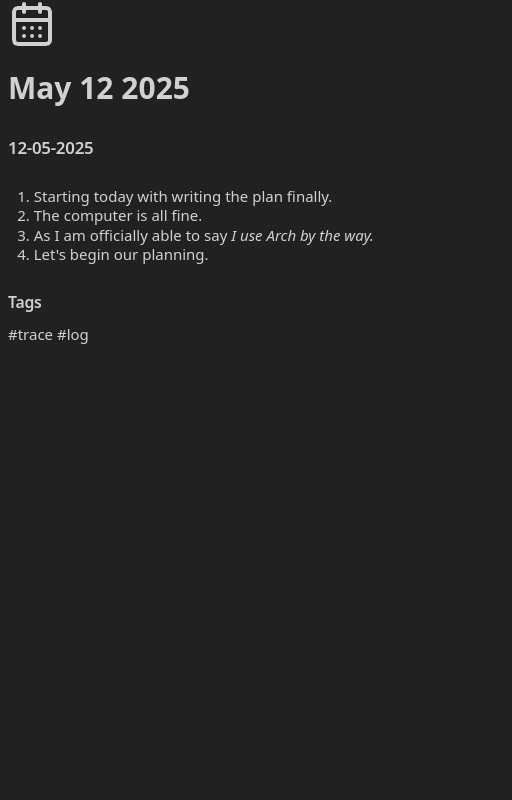 May 12 2025
12-05-2025
1. Starting today with writing the plan finally.
2. The computer is all fine.
3. As I am officially able to say I use Arch by the way.
4. Let's begin our planning.
Tags
#trace #log